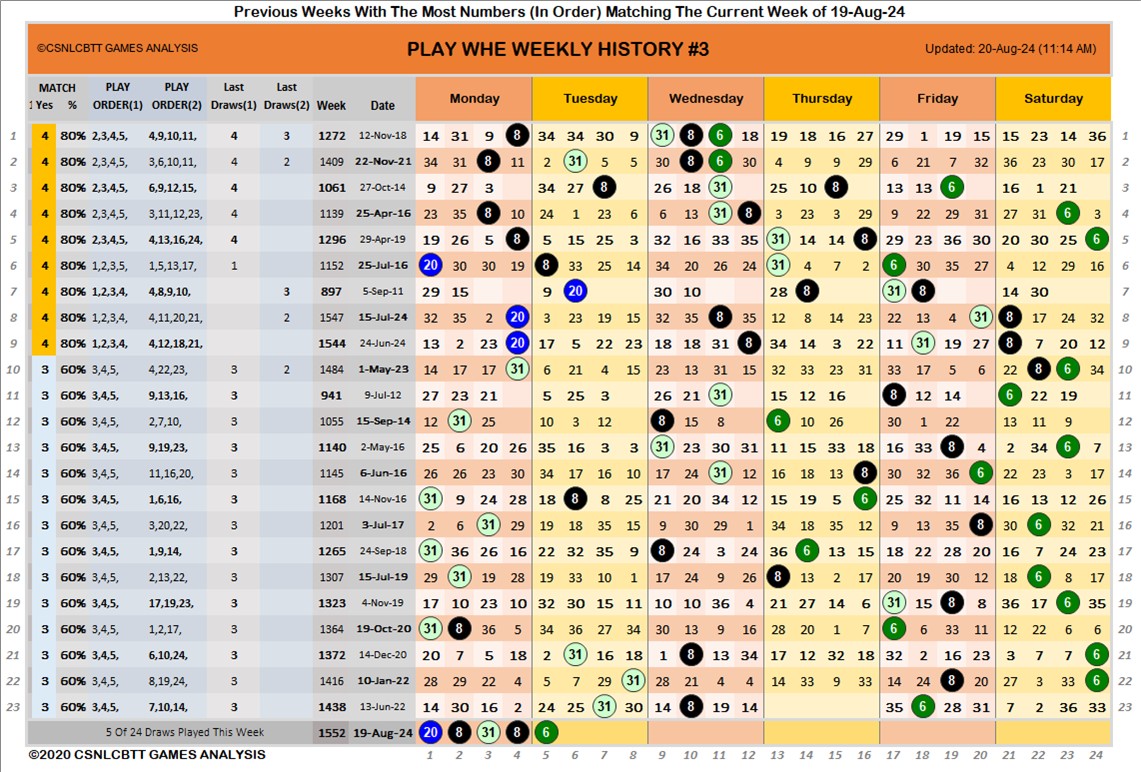 Previous Weeks With The Most Numbers (In Order) Matching The Current Week of 19-Aug-24
©CSNLCBTT GAMES ANALYSIS PLAY WHE WEEKLY HISTORY #3 Updated: 20-Aug-24 (11:14 AM)
MATCH PLAY PLAY Last Last
1 Yes % ORDER(1) ORDER(2) Draws(1) Draws(2) Week Date Monday Tuesday Wednesday Thursday Friday Saturday
1 4 80% 2,3,4,5, 4,9,10,11, 4 3 1272 12-Nov-18 14 31 9 8 34 34 30 9 31 8 6 18 19 18 16 27 29 1 19 15 15 23 14 36 1
2 4 80% 2,3,4,5, 3,6,10,11, 4 2 1409 22-Nov-21 34 31 8 11 2 31 5 5 30 8 6 30 4 9 9 29 6 21 7 32 36 23 30 17 2
3 4 80% 2,3,4,5, 6,9,12,15, 4 1061 27-Oct-14 9 27 3 34 27 8 26 18 31 25 10 8 13 13 6 16 1 21 3
4 4 80% 2,3,4,5, 3,11,12,23, 4 1139 25-Apr-16 23 35 8 10 24 1 23 6 6 13 31 8 3 23 3 29 9 22 29 31 27 31 6 3 4
5 4 80% 2,3,4,5, 4,13,16,24, 4 1296 29-Apr-19 19 26 5 8 5 15 25 3 32 16 33 35 31 14 14 8 29 23 36 30 20 30 25 6 5
6 4 80% 1,2,3,5, 1,5,13,17, 1 1152 25-Jul-16 20 30 30 19 8 33 25 14 34 20 26 24 31 4 7 2 6 30 35 27 4 12 29 16 6
7 4 80% 1,2,3,4, 4,8,9,10, 3 897 5-Sep-11 29 15 9 20 30 10 28 8 31 8 14 30 7
8 4 80% 1,2,3,4, 4,11,20,21, 2 1547 15-Jul-24 32 35 2 20 3 23 19 15 32 35 8 35 12 8 14 23 22 13 4 31 8 17 24 32 8
9 4 80% 1,2,3,4, 4,12,18,21, 1544 24-Jun-24 13 2 23 20 17 5 22 23 18 18 31 8 34 14 3 22 11 31 19 27 8 7 20 12 9
10 3 60% 3,4,5, 4,22,23, 3 2 1484 1-May-23 14 17 17 31 6 21 4 15 23 13 31 15 32 33 23 31 33 17 5 6 22 8 6 34 10
11 3 60% 3,4,5, 9,13,16, 3 941 9-Jul-12 27 23 21 5 25 3 26 21 31 15 12 16 8 12 14 6 22 19 11
12 3 60% 3,4,5, 2,7,10, 3 1055 15-Sep-14 12 31 25 10 3 12 8 15 8 6 10 26 30 1 22 13 11 9 12
13 3 60% 3,4,5, 9,19,23, 3 1140 2-May-16 25 6 20 26 35 16 3 3 31 23 30 31 11 15 33 18 16 33 8 4 2 34 6 7 13
14 3 60% 3,4,5, 11,16,20, 3 1145 6-Jun-16 26 26 23 30 34 17 16 10 17 24 31 12 16 18 13 8 30 32 36 6 22 23 3 17 14
15 3 60% 3,4,5, 1,6,16, 3 1168 14-Nov-16 31 9 24 28 18 8 8 25 21 20 34 12 15 19 5 6 25 32 11 14 16 13 12 26 15
16 3 60% 3,4,5, 3,20,22, 3 1201 3-Jul-17 2 6 31 29 19 18 35 15 9 30 29 1 34 18 35 12 9 13 35 8 30 6 32 21 16
17 3 60% 3,4,5, 1,9,14, 3 1265 24-Sep-18 31 36 26 16 22 32 35 9 8 24 3 24 36 6 13 15 18 22 28 20 16 7 24 23 17
18 3 60% 3,4,5, 2,13,22, 3 1307 15-Jul-19 29 31 19 28 19 33 10 1 17 24 9 26 8 13 2 17 20 19 30 12 18 6 8 17 18
19 3 60% 3,4,5, 17,19,23, 3 1323 4-Nov-19 17 10 23 10 32 30 15 11 10 10 36 4 21 27 14 6 31 15 8 8 36 17 6 35 19
20 3 60% 3,4,5, 1,2,17, 3 1364 19-Oct-20 31 8 36 5 34 36 27 34 30 13 9 16 28 20 1 7 6 6 33 11 12 22 6 6 20
21 3 60% 3,4,5, 6,10,24, 3 1372 14-Dec-20 20 7 5 18 2 31 16 18 1 8 13 34 17 12 32 18 32 2 16 23 3 7 7 6 21
22 3 60% 3,4,5, 8,19,24, 3 1416 10-Jan-22 28 29 22 4 5 7 29 31 28 21 4 4 14 33 9 33 14 24 8 20 27 3 33 6 22
23 3 60% 3,4,5, 7,10,14, 3 1438 13-Jun-22 14 30 16 2 24 25 31 30 14 8 19 14 35 6 28 31 7 2 36 33 23
5 Of 24 Draws Played This Week 1552 19-Aug-24 20 8 31 8 6
©2020 CSNLCBTT GAMES ANALYSIS 1 2 3 4 5 6 7 8 9 10 11 12 13 14 15 16 17 18 19 20 21 22 23 24